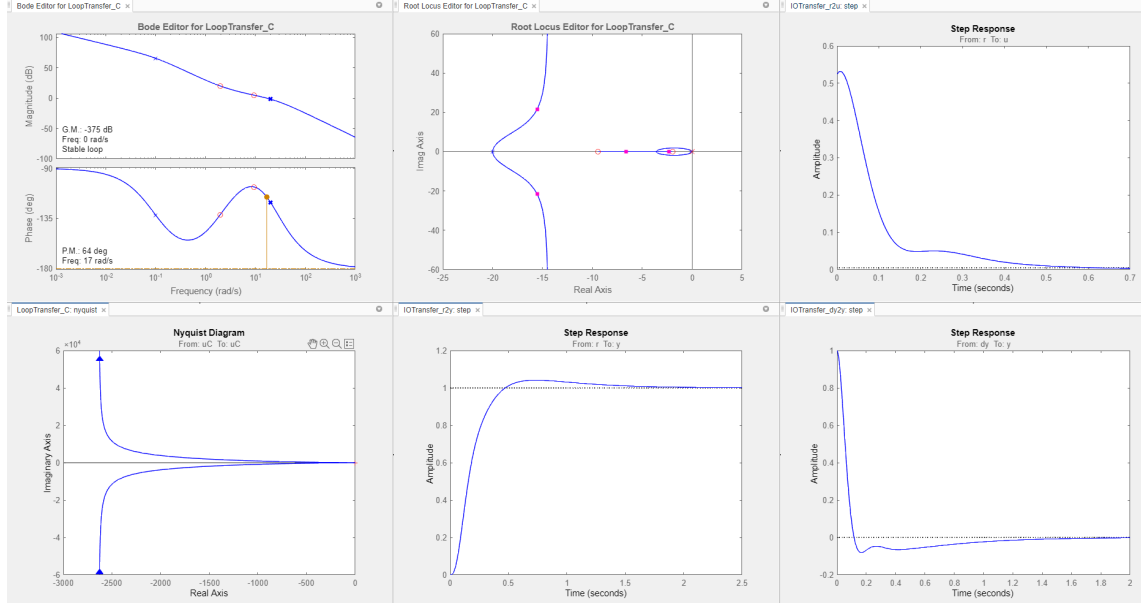 Bode Editor for LoopTransfer_C ×
Bode Editor for LoopTransfer_C
Magnitude (dB)
100
50
0
-50
-100
G.M.: -375 dB
Freq: 0 rad/s
Stable loop
Phase (deg)
-90
-135
-180
P.M.: 64 deg
Freq: 17 rad/s
10-3
10-2
10-1
100
101
102
103
Frequency (rad/s)
Root Locus Editor for LoopTransfer_C ×
Root Locus Editor for LoopTransfer_C
Imag Axis
60
40
20
0
-20
-40
-60
-25
-20
-15
-10
-5
0
5
Real Axis
IOTransfer_r2u: step ×
Step Response
From: r To: u
Amplitude
0.6
0.5
0.4
0.3
0.2
0.1
0
0
0.1
0.2
0.3
0.4
0.5
0.6
0.7
Time (seconds)
LoopTransfer_C: nyquist ×
Nyquist Diagram
From: uC To: uC
×10⁴
Imaginary Axis
6
4
2
0
-2
-4
-6
-3000
-2500
-2000
-1500
-1000
-500
0
Real Axis
IOTransfer_r2y: step ×
Step Response
From: r To: y
Amplitude
1.2
1
0.8
0.6
0.4
0.2
0
0
0.5
1
1.5
2
2.5
Time (seconds)
IOTransfer_dy2y: step ×
Step Response
From: dy To: y
Amplitude
1
0.8
0.6
0.4
0.2
0
-0.2
0
0.2
0.4
0.6
0.8
1
1.2
1.4
1.6
1.8
2
Time (seconds)